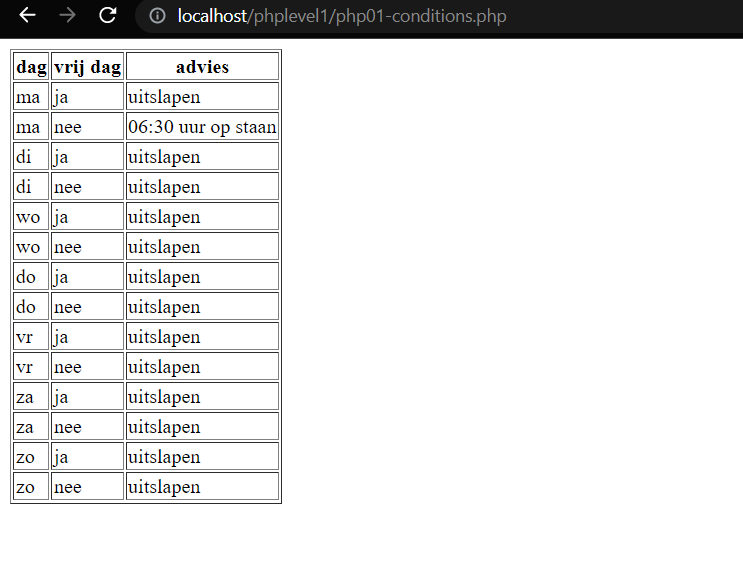 localhost/phplevel1/php01-conditions.php
dag vrij dag advies
ma ja uitslapen
ma nee 06:30 uur op staan
di ja uitslapen
di nee uitslapen
wo ja uitslapen
wo nee uitslapen
do ja uitslapen
do nee uitslapen
vr ja uitslapen
vr nee uitslapen
za ja uitslapen
za nee uitslapen
zo ja uitslapen
zo nee uitslapen